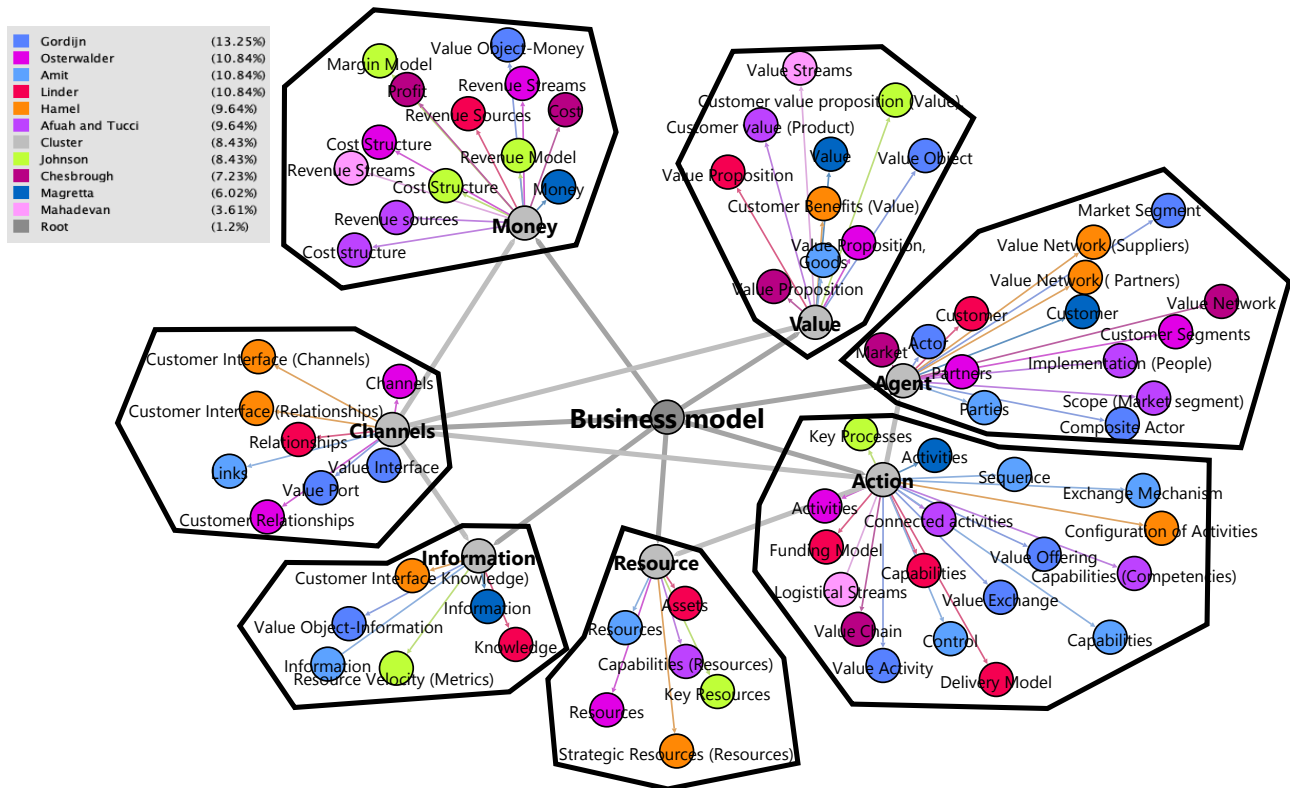 Gordijn (13.25%)
Osterwalder (10.84%)
Amit (10.84%)
Linder (10.84%)
Hamel (9.64%)
Afuah and Tucci (9.64%)
Cluster (8.43%)
Johnson (8.43%)
Chesbrough (7.23%)
Magretta (6.02%)
Mahadevan (3.61%)
Root (1.2%)
Value Object-Money
Margin Model
Profit
Revenue Streams
Revenue Sources
Cost
Cost Structure
Revenue Model
Revenue Streams
Cost Structure
Money
Revenue sources
Money
Cost structure
Value Streams
Customer value proposition (Value)
Customer value (Product)
Value
Value Object
Value Proposition
Customer Benefits (Value)
Value Proposition,
Goods
Value Proposition
Value
Market Segment
Value Network (Suppliers)
Value Network ( Partners)
Value Network
Customer
Customer
Customer Segments
Actor
Market
Implementation (People)
Partners
Agent
Scope (Market segment)
Parties
Composite Actor
Business model
Customer Interface (Channels)
Channels
Customer Interface (Relationships)
Channels
Relationships
Value Interface
Links
Value Port
Customer Relationships
Key Processes
Activities
Sequence
Action
Exchange Mechanism
Activities
Connected activities
Configuration of Activities
Funding Model
Value Offering
Capabilities
Capabilities (Competencies)
Logistical Streams
Value Exchange
Value Chain
Control
Capabilities
Value Activity
Delivery Model
Information
Customer Interface Knowledge)
Information
Value Object-Information
Knowledge
Information
Resource Velocity (Metrics)
Resource
Assets
Resources
Capabilities (Resources)
Key Resources
Resources
Strategic Resources (Resources)